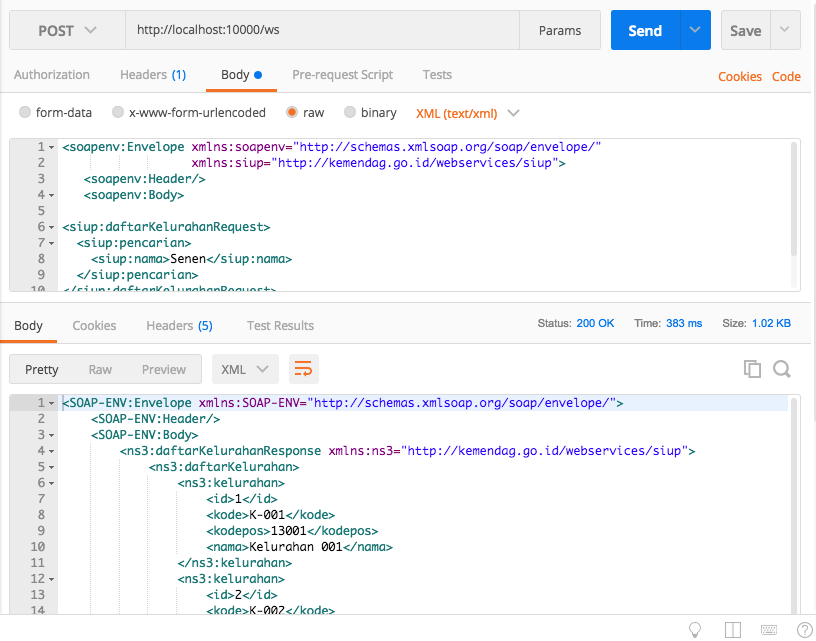 POST http://localhost:10000/ws Params Send Save
Authorization Headers (1) Body Pre-request Script Tests Cookies Code
form-data x-www-form-urlencoded raw binary XML (text/xml)
1 <soapenv:Envelope xmlns:soapenv="http://schemas.xmlsoap.org/soap/envelope/"
2 xmlns:siup="http://kemendag.go.id/webservices/siup">
3 <soapenv:Header/>
4 <soapenv:Body>
5
6 <siup:daftarKelurahanRequest>
7 <siup:pencarian>
8 <siup:nama>Senen</siup:nama>
9 </siup:pencarian>
10 </siup:daftarKelurahanRequest>
Body Cookies Headers (5) Test Results Status: 200 OK Time: 383 ms Size: 1.02 KB
Pretty Raw Preview XML
1 <SOAP-ENV:Envelope xmlns:SOAP-ENV="http://schemas.xmlsoap.org/soap/envelope/">
2 <SOAP-ENV:Header/>
3 <SOAP-ENV:Body>
4 <ns3:daftarKelurahanResponse xmlns:ns3="http://kemendag.go.id/webservices/siup">
5 <ns3:daftarKelurahan>
6 <ns3:kelurahan>
7 <id>1</id>
8 <kode>K-001</kode>
9 <kodepos>13001</kodepos>
10 <nama>Kelurahan 001</nama>
11 </ns3:kelurahan>
12 <ns3:kelurahan>
13 <id>2</id>
14 <kode>K-002</kode>